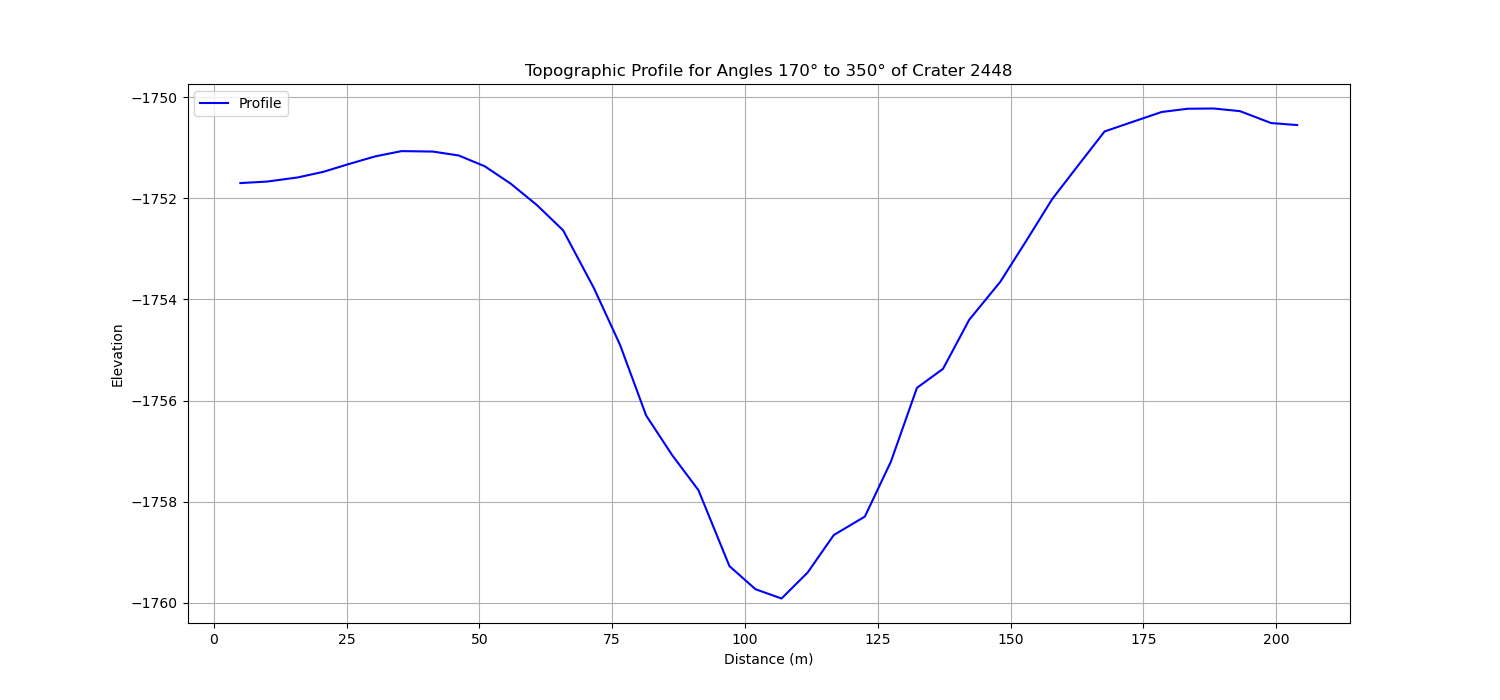 Topographic Profile for Angles 170° to 350° of Crater 2448
Profile
Elevation
−1750
−1752
−1754
−1756
−1758
−1760
0 25 50 75 100 125 150 175 200
Distance (m)